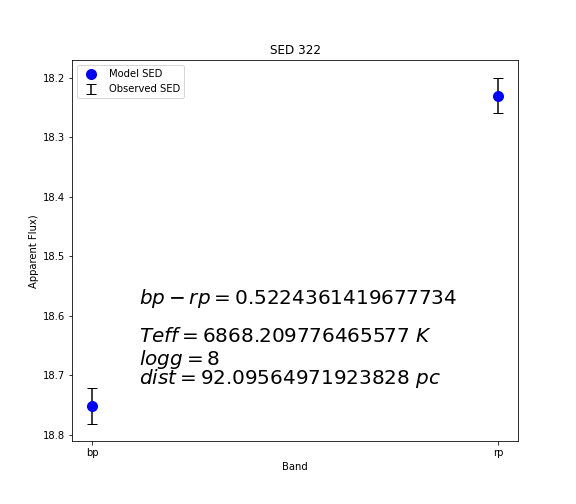 SED 322
Model SED
Observed SED
18.2
18.3
18.4
18.5
18.6
18.7
18.8
Apparent Flux)
bp − rp = 0.5224361419677734
Teff = 6868.209776465577 K
logg = 8
dist = 92.09564971923828 pc
bp
rp
Band